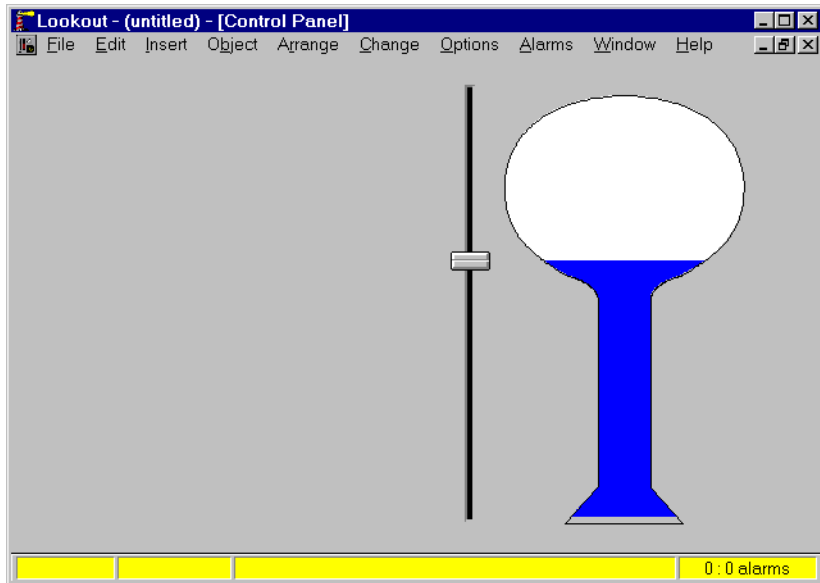 Lookout - (untitled) - [Control Panel]
File Edit Insert Object Arrange Change Options Alarms Window Help
0 : 0 alarms